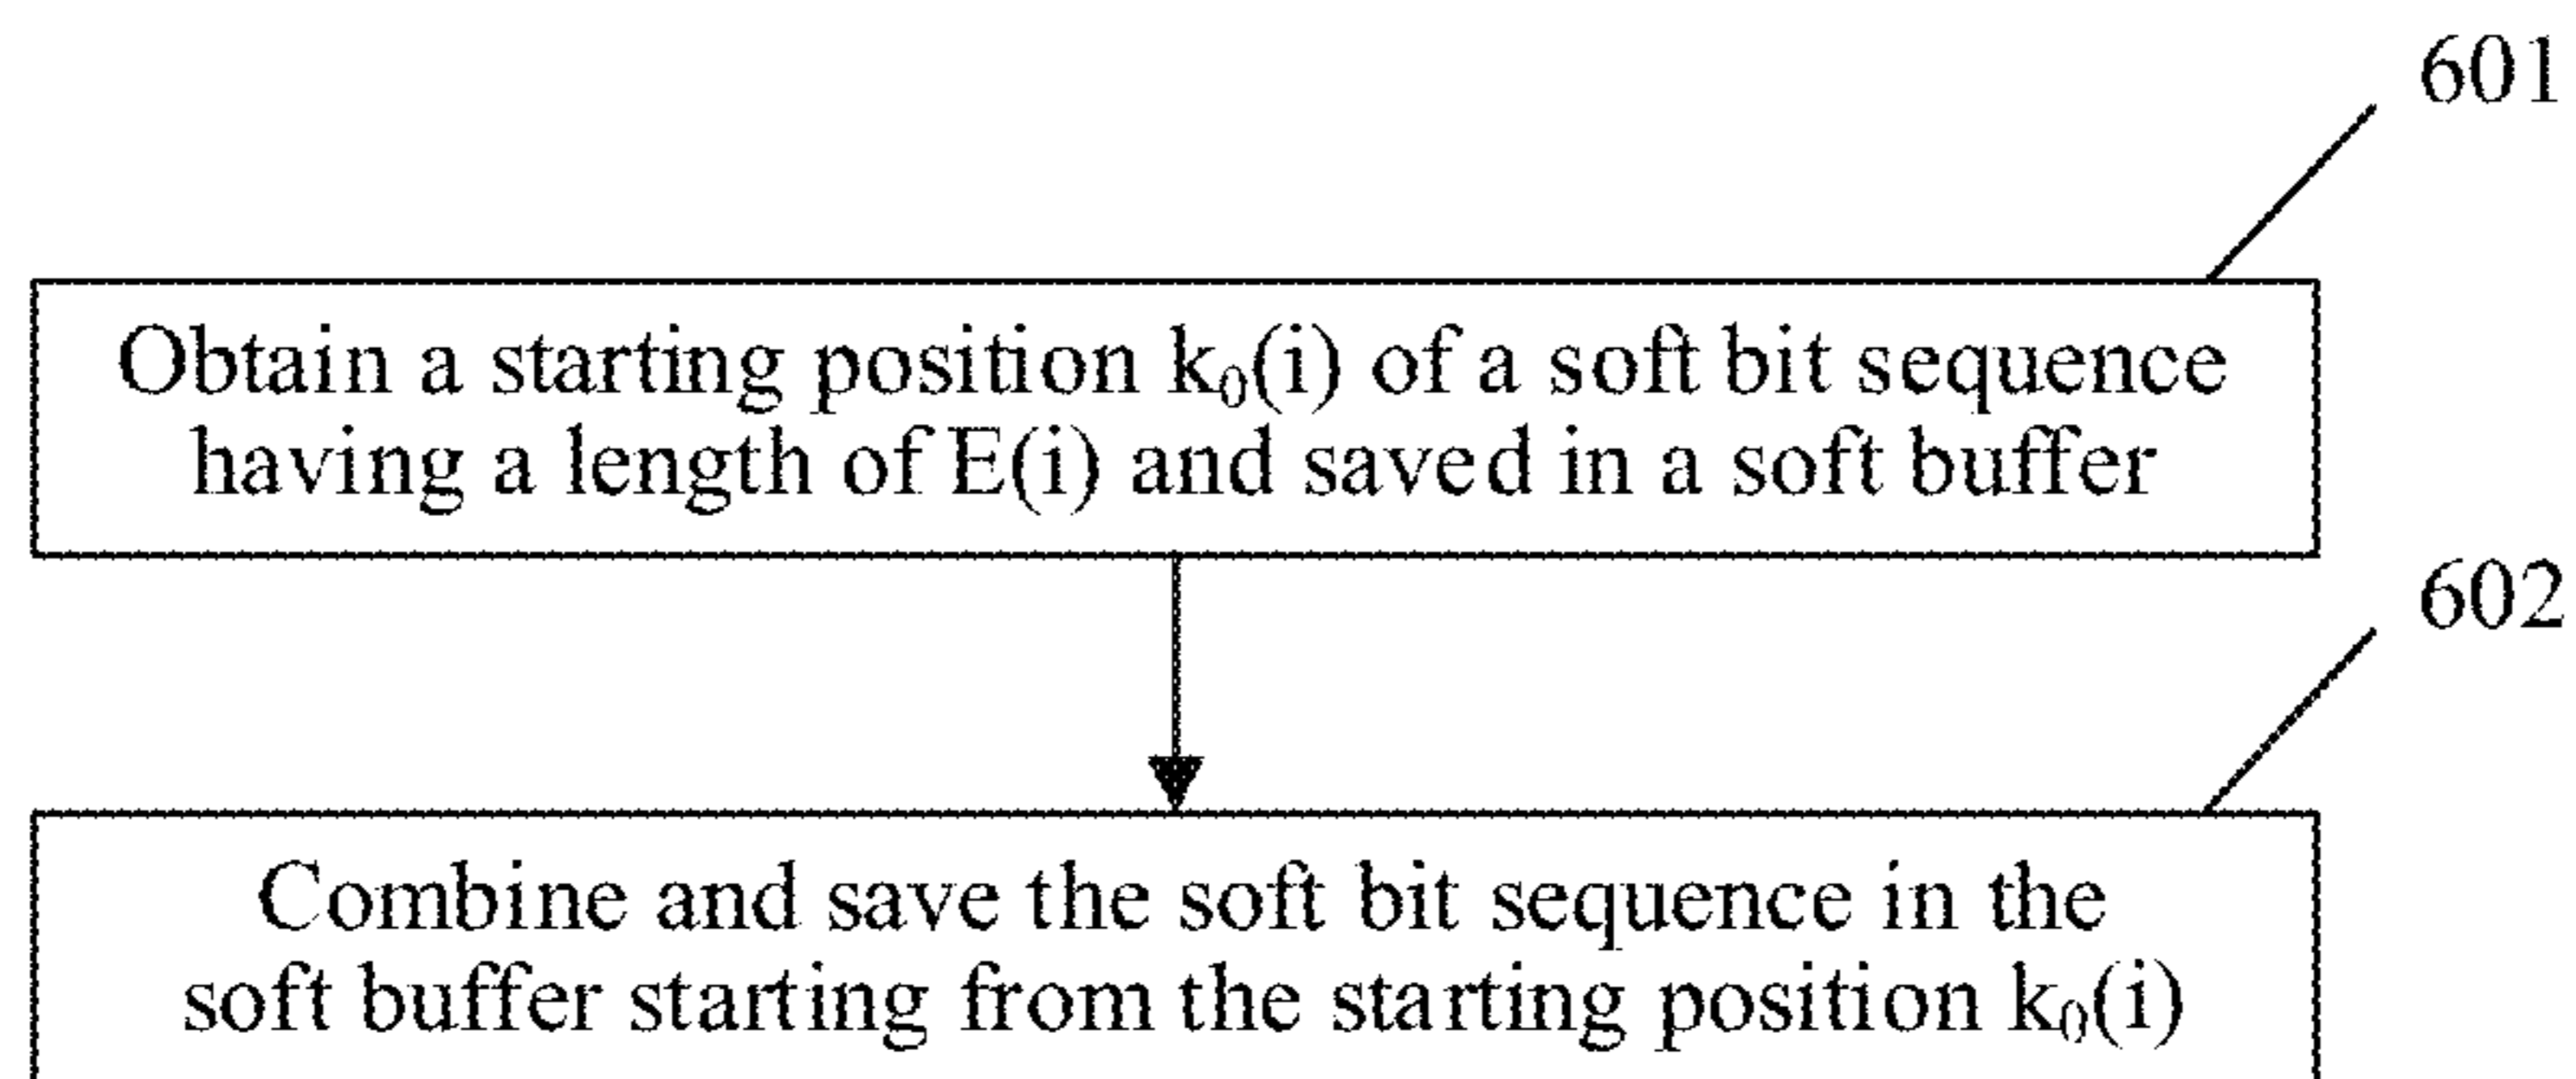 601
Obtain a starting position k₀(i) of a soft bit sequence
having a length of E(i) and saved in a soft buffer
602
Combine and save the soft bit sequence in the
soft buffer starting from the starting position k₀(i)